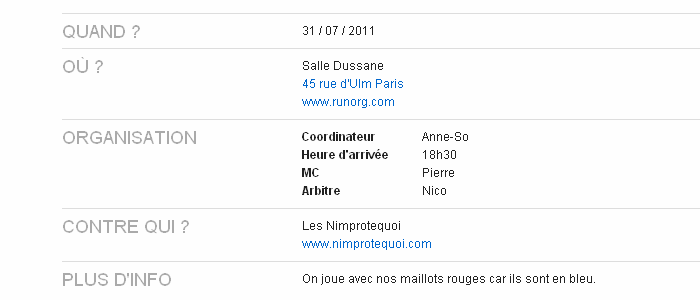 QUAND ? 31 / 07 / 2011
OÙ ? Salle Dussane
45 rue d'Ulm Paris
www.runorg.com
ORGANISATION Coordinateur Anne-So
Heure d'arrivée 18h30
MC Pierre
Arbitre Nico
CONTRE QUI ? Les Nimprotequoi
www.nimprotequoi.com
PLUS D'INFO On joue avec nos maillots rouges car ils sont en bleu.